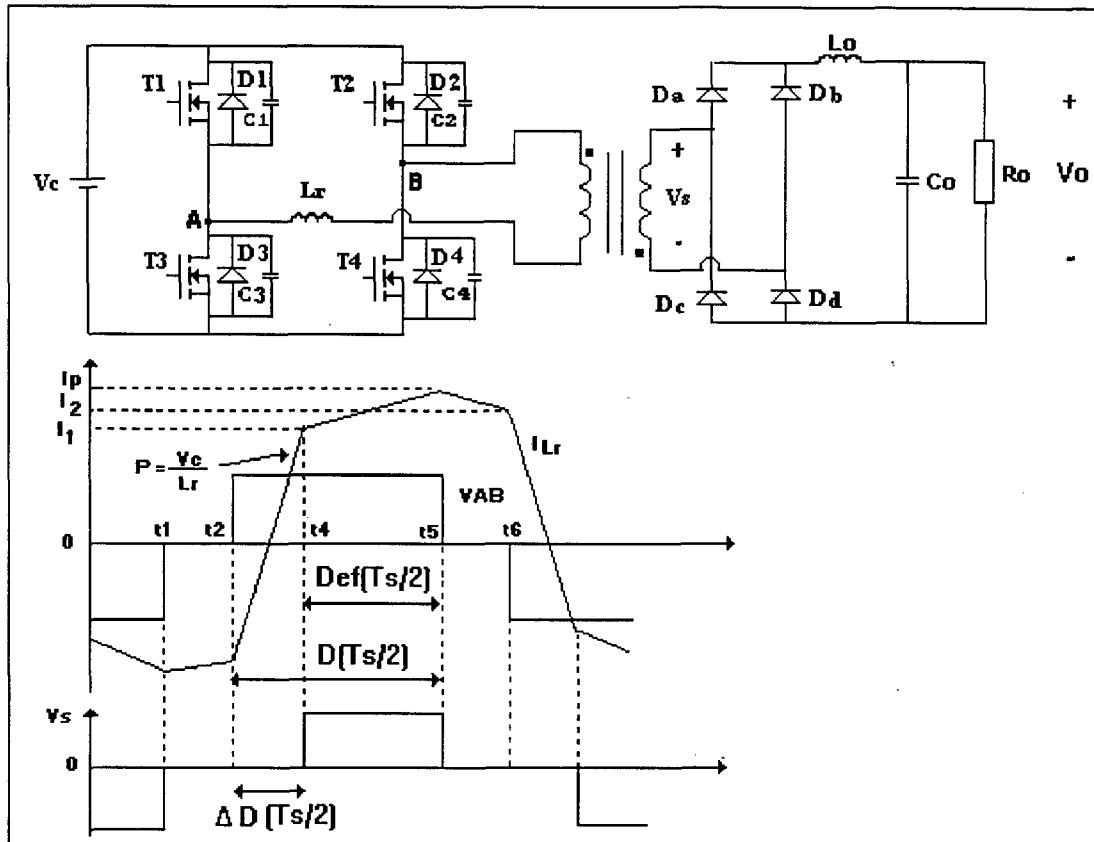 Lo
T1 D1 C1 T2 D2 C2
Da Db
+
Vc
Lr
B
+
Vs
-
Co Ro Vo
A
T3 D3 C3 T4 D4 C4
Dc Dd
-
Ip
I2
I1
P = Vc
Lr
ILr
VAB
t1 t2 t4 t5 t6
0
Def(Ts/2)
D(Ts/2)
Vs
0
Δ D (Ts/2)